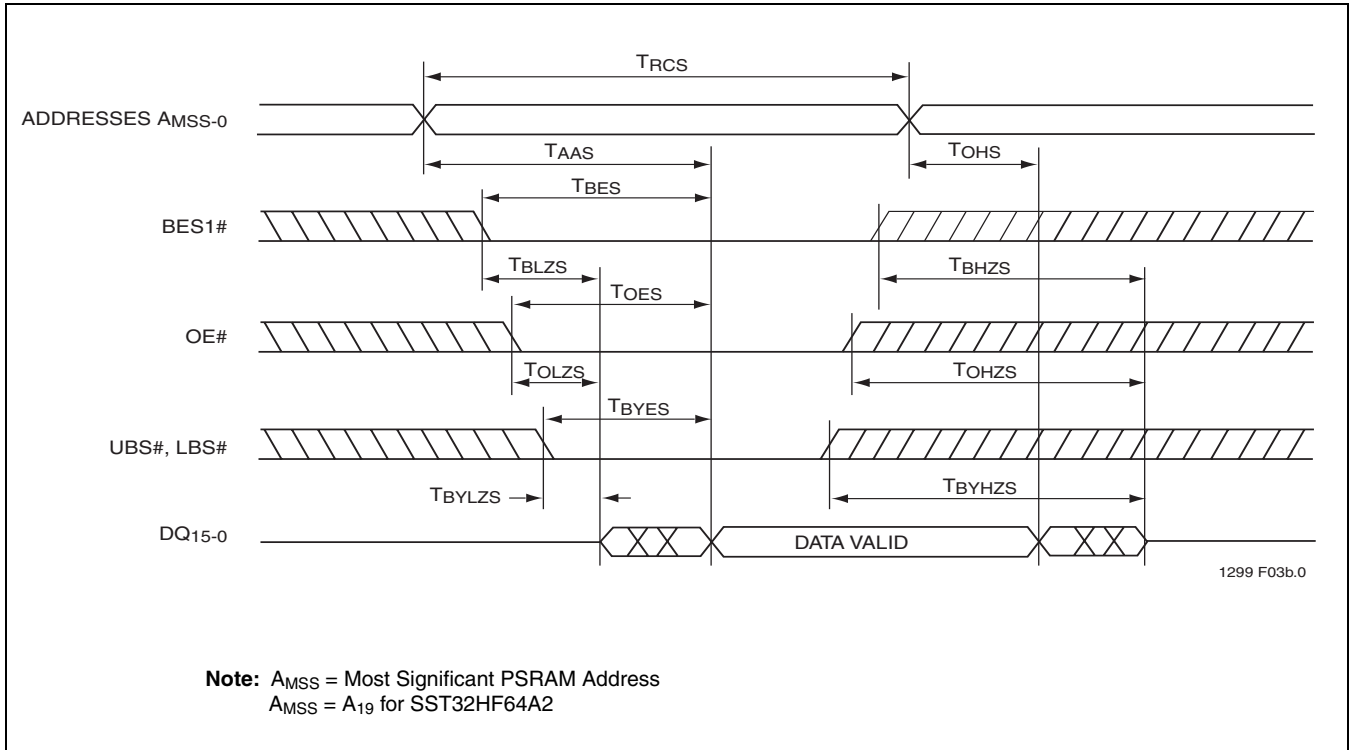 TRCS
ADDRESSES AMSS-0
TAAS
TOHS
TBES
BES1#
TBLZS
TBHZS
TOES
OE#
TOLZS
TOHZS
TBYES
UBS#, LBS#
TBYLZS
TBYHZS
DQ15-0
DATA VALID
1299 F03b.0
Note: AMSS = Most Significant PSRAM Address
AMSS = A19 for SST32HF64A2